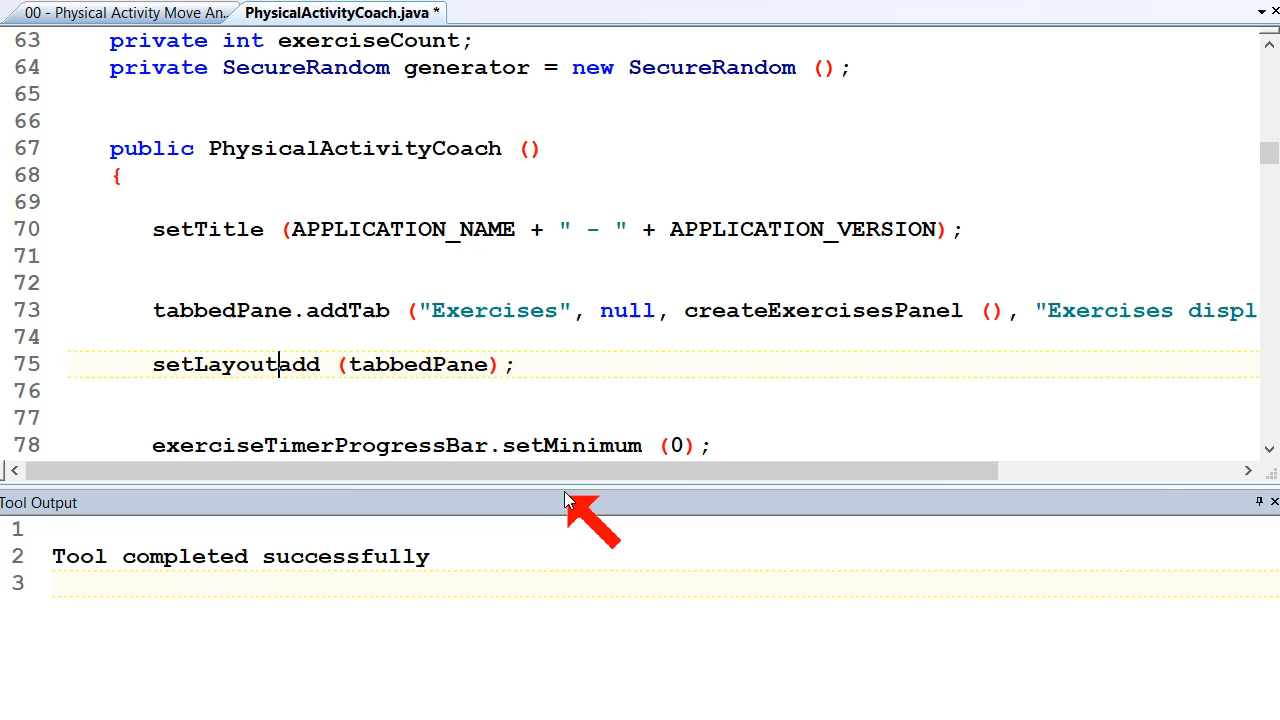 00 - Physical Activity Move An.. PhysicalActivityCoach.java *
63 private int exerciseCount;
64 private SecureRandom generator = new SecureRandom ();
65
66
67 public PhysicalActivityCoach ()
68 {
69
70 setTitle (APPLICATION_NAME + " - " + APPLICATION_VERSION);
71
72
73 tabbedPane.addTab ("Exercises", null, createExercisesPanel (), "Exercises displ
74
75 setLayoutadd (tabbedPane);
76
77
78 exerciseTimerProgressBar.setMinimum (0);
Tool Output
1
2 Tool completed successfully
3